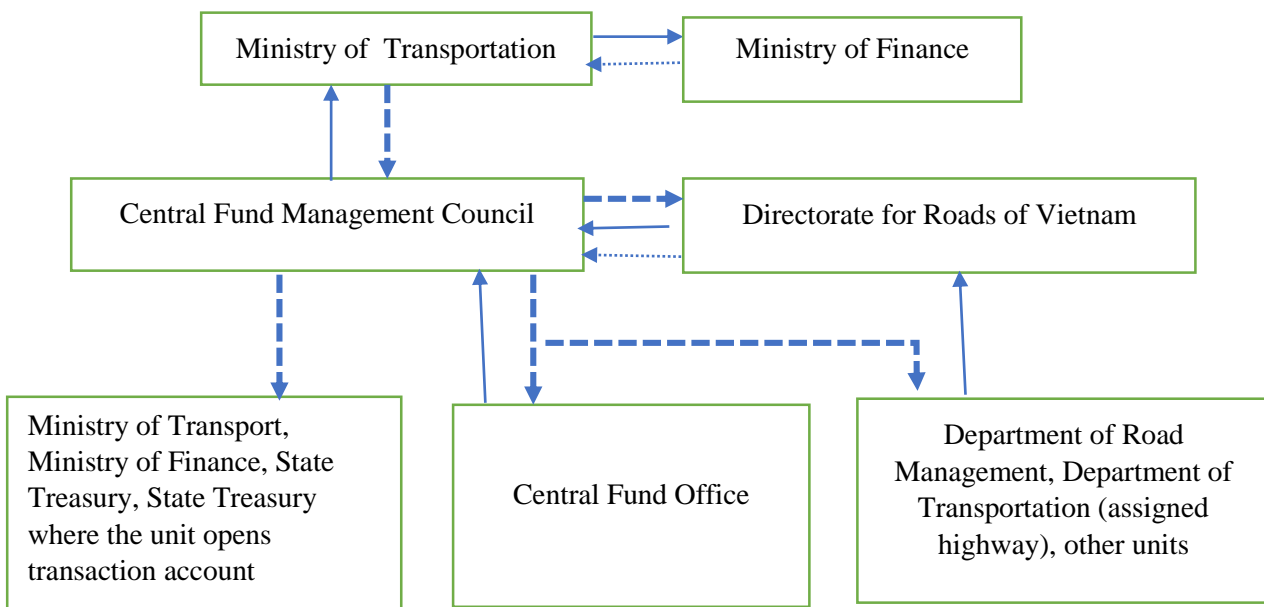 Ministry of Transportation
Ministry of Finance
Central Fund Management Council
Directorate for Roads of Vietnam
Ministry of Transport,
Ministry of Finance, State
Treasury, State Treasury
where the unit opens
transaction account
Central Fund Office
Department of Road
Management, Department of
Transportation (assigned
highway), other units